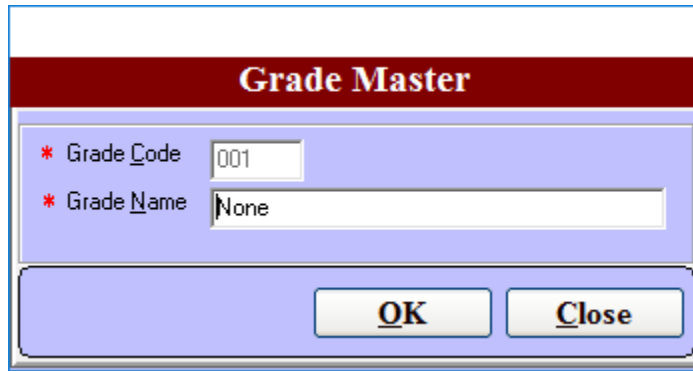 Grade Master
* Grade Code 001
* Grade Name None
OK Close